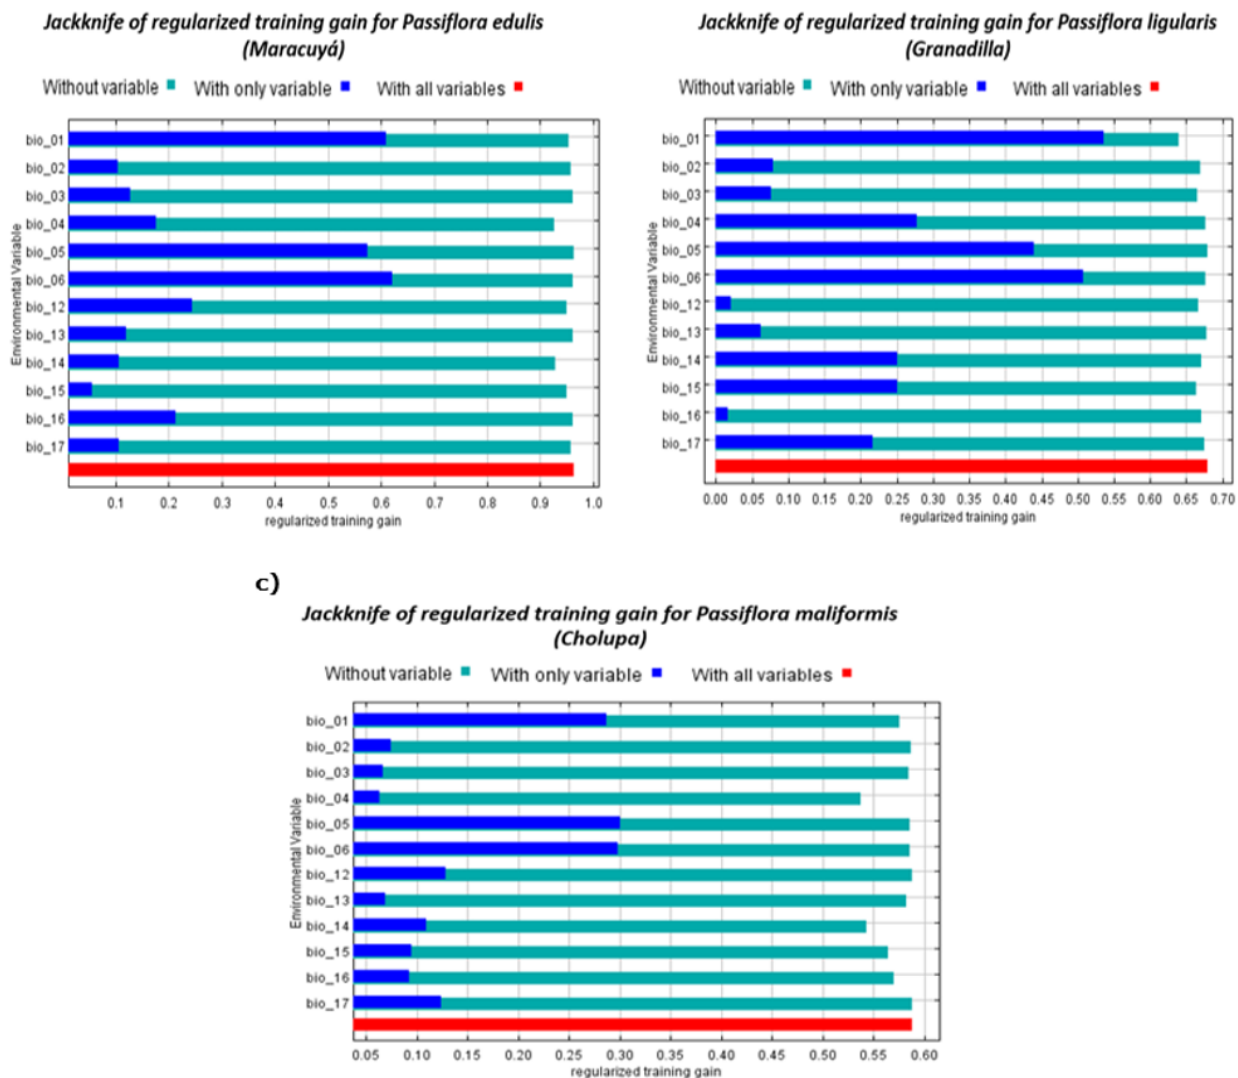 Jackknife of regularized training gain for Passiflora edulis
(Maracuyá)
Without variable With only variable With all variables
Environmental Variable
bio_01
bio_02
bio_03
bio_04
bio_05
bio_06
bio_12
bio_13
bio_14
bio_15
bio_16
bio_17
0.1 0.2 0.3 0.4 0.5 0.6 0.7 0.8 0.9 1.0
regularized training gain
Jackknife of regularized training gain for Passiflora ligularis
(Granadilla)
Without variable With only variable With all variables
Environmental Variable
bio_01
bio_02
bio_03
bio_04
bio_05
bio_06
bio_12
bio_13
bio_14
bio_15
bio_16
bio_17
0.00 0.05 0.10 0.15 0.20 0.25 0.30 0.35 0.40 0.45 0.50 0.55 0.60 0.65 0.70
regularized training gain
c)
Jackknife of regularized training gain for Passiflora maliformis
(Cholupa)
Without variable With only variable With all variables
Environmental Variable
bio_01
bio_02
bio_03
bio_04
bio_05
bio_06
bio_12
bio_13
bio_14
bio_15
bio_16
bio_17
0.05 0.10 0.15 0.20 0.25 0.30 0.35 0.40 0.45 0.50 0.55 0.60
regularized training gain